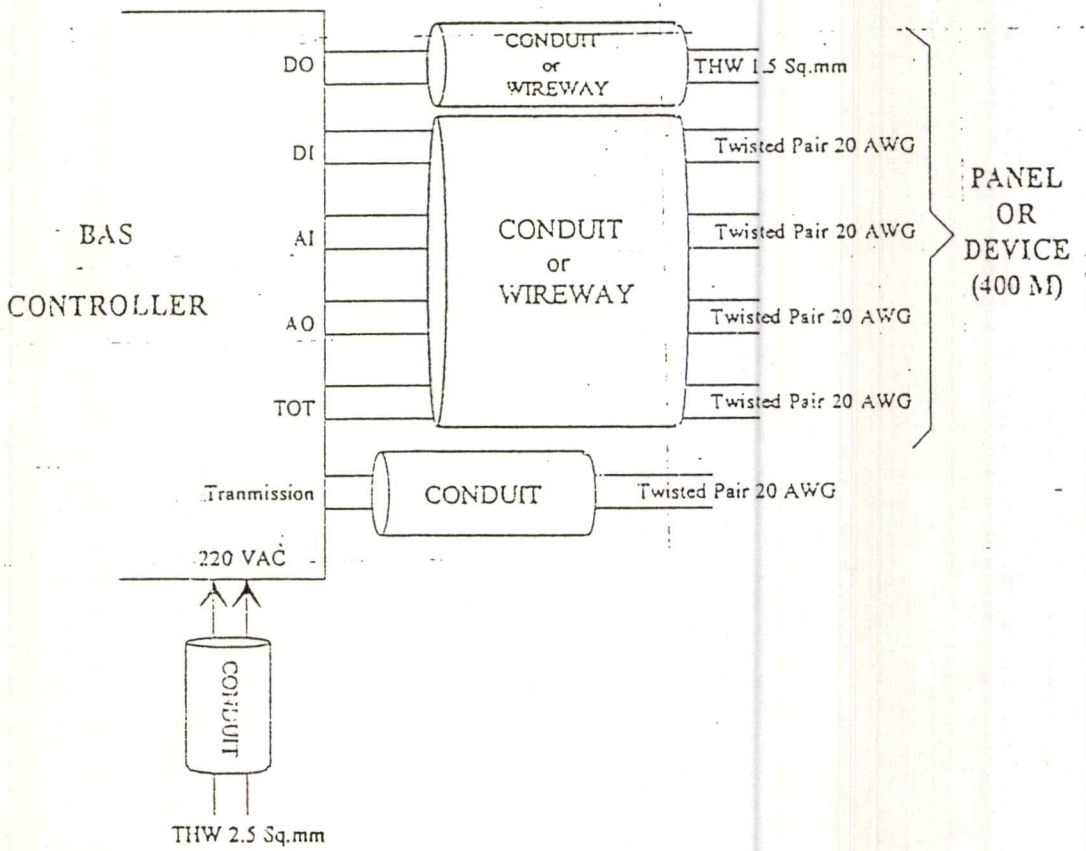 CONDUIT
or
WIREWAY
DO
THW 1.5 Sq.mm
DI
Twisted Pair 20 AWG
BAS
CONTROLLER
AI
CONDUIT
or
WIREWAY
Twisted Pair 20 AWG
PANEL
OR
DEVICE
(400 M)
AO
Twisted Pair 20 AWG
TOT
Twisted Pair 20 AWG
Tranmission
CONDUIT
Twisted Pair 20 AWG
220 VAC
CONDUIT
THW 2.5 Sq.mm